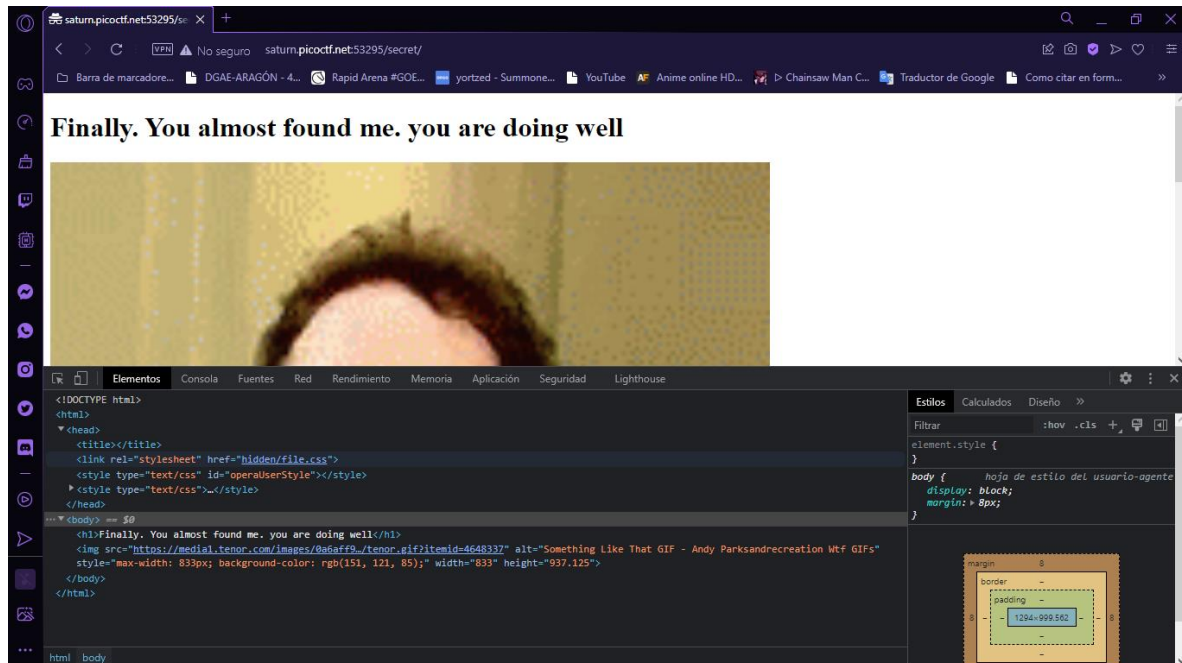 saturn.picoctf.net:53295/se
VPN No seguro saturn.picoctf.net:53295/secret/
Barra de marcadore... DGAE-ARAGÓN - 4... Rapid Arena #GOE... yortzed - Summone... YouTube AF Anime online HD... ▷ Chainsaw Man C... Traductor de Google Como citar en form... »
Finally. You almost found me. you are doing well
Elementos Consola Fuentes Red Rendimiento Memoria Aplicación Seguridad Lighthouse
<!DOCTYPE html>
<html>
▼<head>
<title></title>
<link rel="stylesheet" href="hidden/file.css">
<style type="text/css" id="operaUserStyle"></style>
▶<style type="text/css">…</style>
</head>
…▼<body> == $0
<h1>Finally. You almost found me. you are doing well</h1>
<img src="https://media1.tenor.com/images/0a6aff9…/tenor.gif?itemid=4648337" alt="Something Like That GIF - Andy Parksandrecreation Wtf GIFs"
style="max-width: 833px; background-color: rgb(151, 121, 85);" width="833" height="937.125">
</body>
</html>
html body
Estilos Calculados Diseño »
Filtrar :hov .cls +
element.style {
}
body { hoja de estilo del usuario-agente
display: block;
margin: ▶ 8px;
}
margin 8
border –
padding –
8 – – 1294×999.562 – – 8
–
–